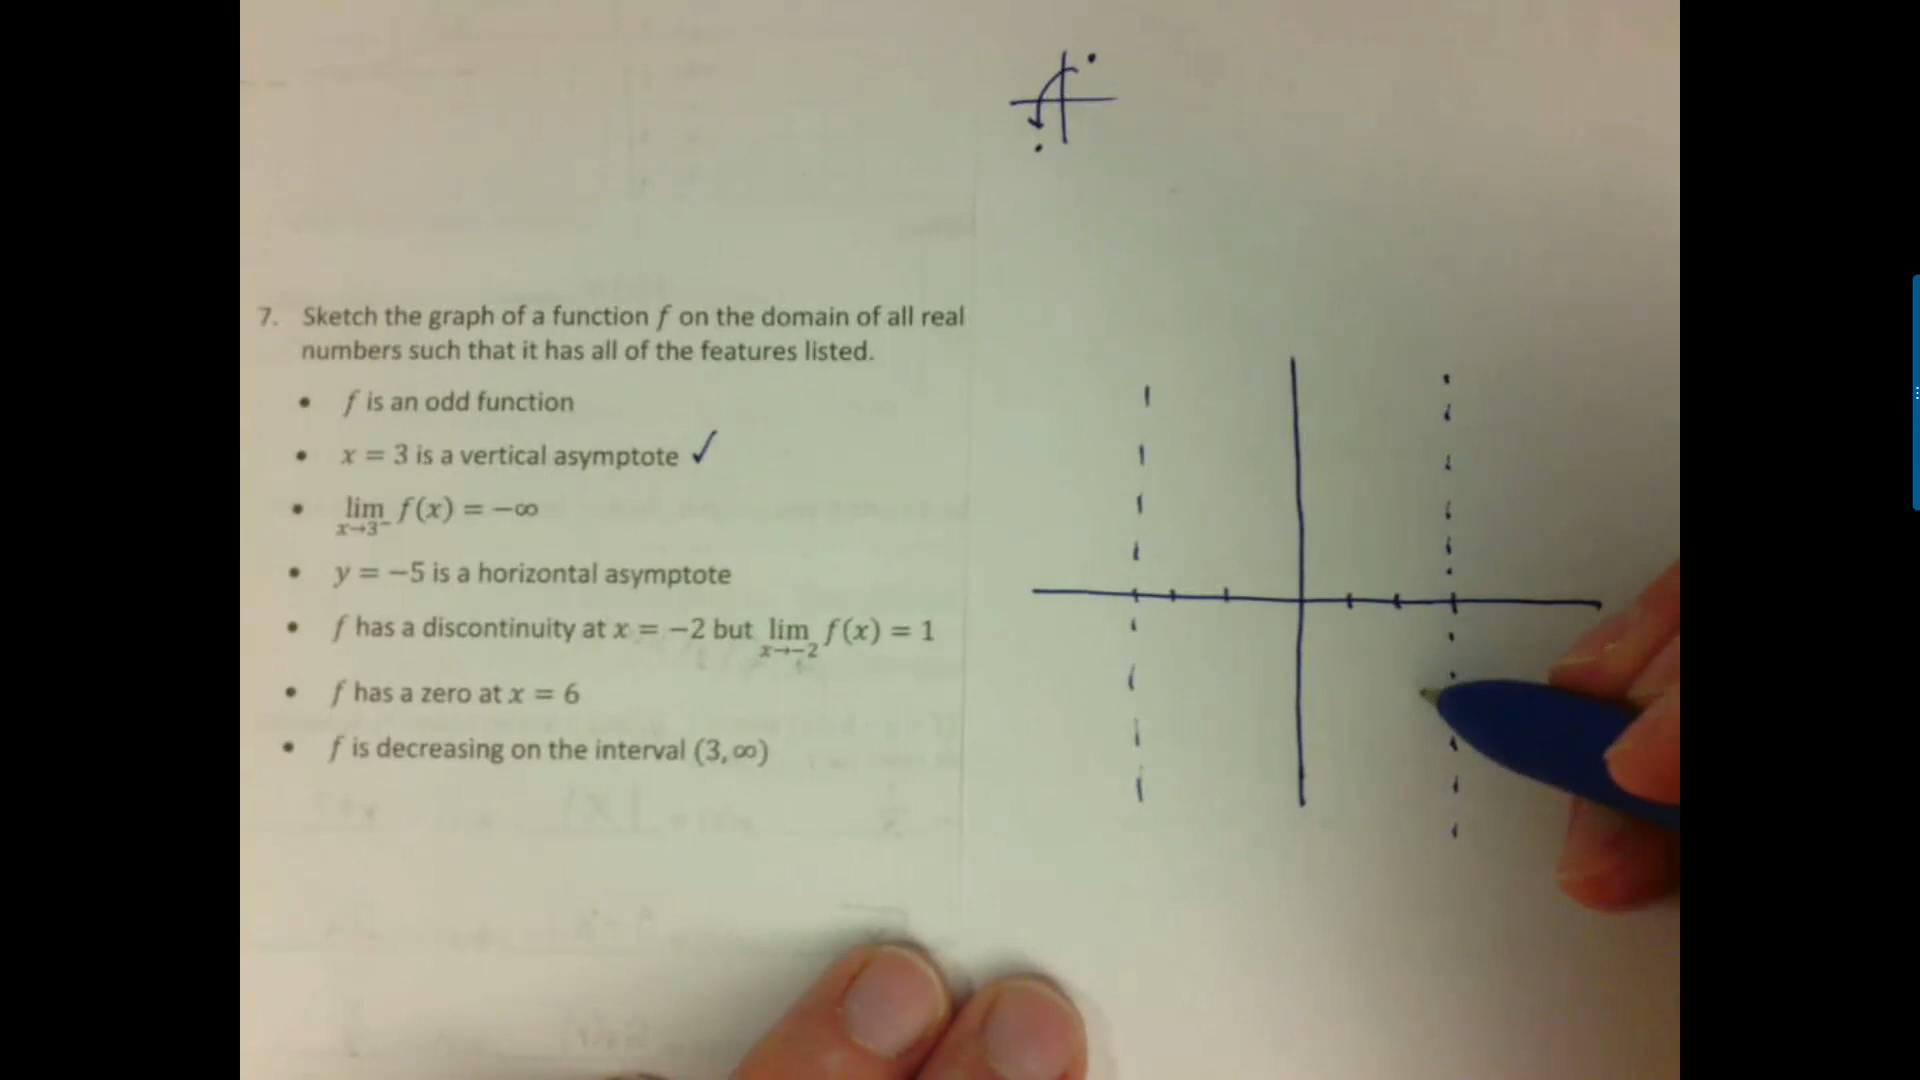 7. Sketch the graph of a function f on the domain of all real
numbers such that it has all of the features listed.
• f is an odd function
• x = 3 is a vertical asymptote ✓
• lim x→3⁻ f(x) = −∞
• y = −5 is a horizontal asymptote
• f has a discontinuity at x = −2 but lim x→−2 f(x) = 1
• f has a zero at x = 6
• f is decreasing on the interval (3, ∞)